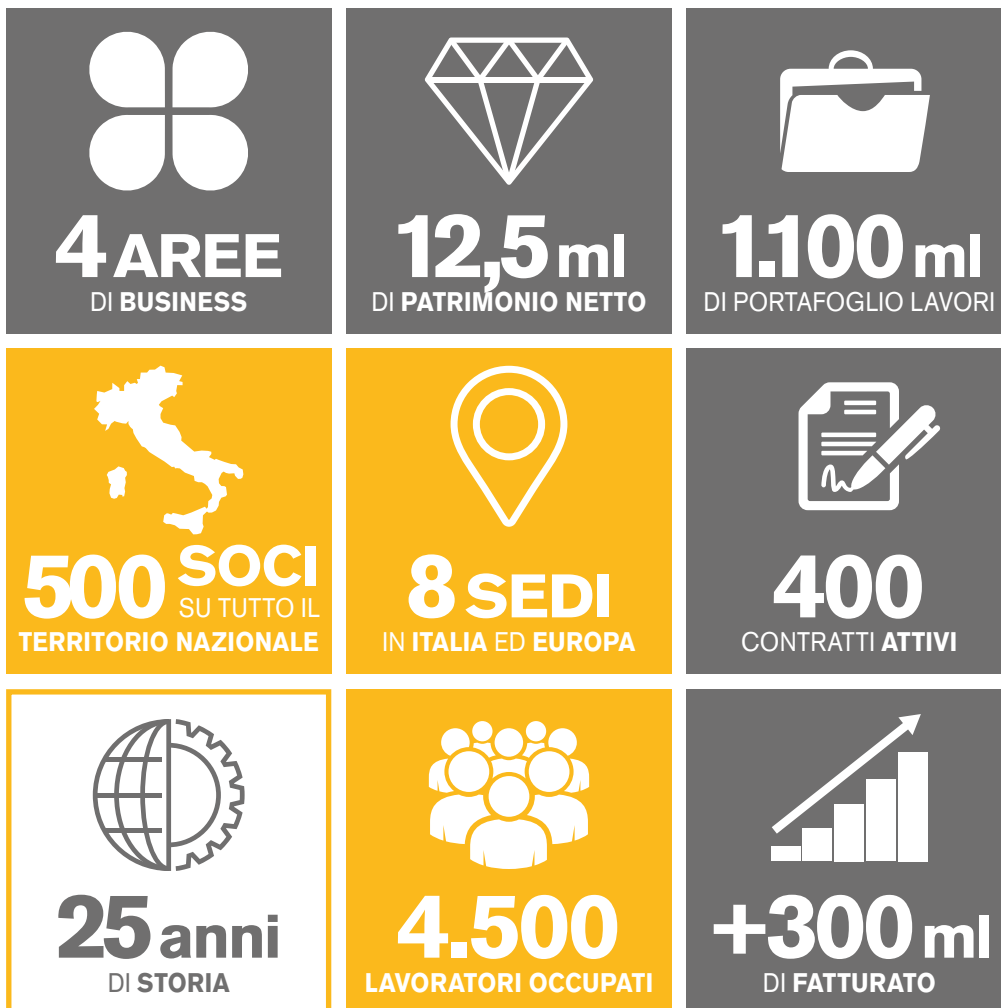 4 AREE
DI BUSINESS
12,5 ml
DI PATRIMONIO NETTO
1.100 ml
DI PORTAFOGLIO LAVORI
500 SOCI
SU TUTTO IL
TERRITORIO NAZIONALE
8 SEDI
IN ITALIA ED EUROPA
400
CONTRATTI ATTIVI
25 anni
DI STORIA
4.500
LAVORATORI OCCUPATI
+300 ml
DI FATTURATO